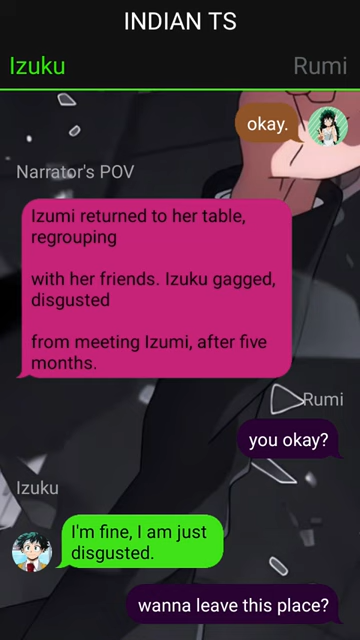 INDIAN TS
Izuku
Rumi
okay.
Narrator's POV
Izumi returned to her table,
regrouping
with her friends. Izuku gagged,
disgusted
from meeting Izumi, after five
months.
Rumi
you okay?
Izuku
I'm fine, I am just
disgusted.
wanna leave this place?